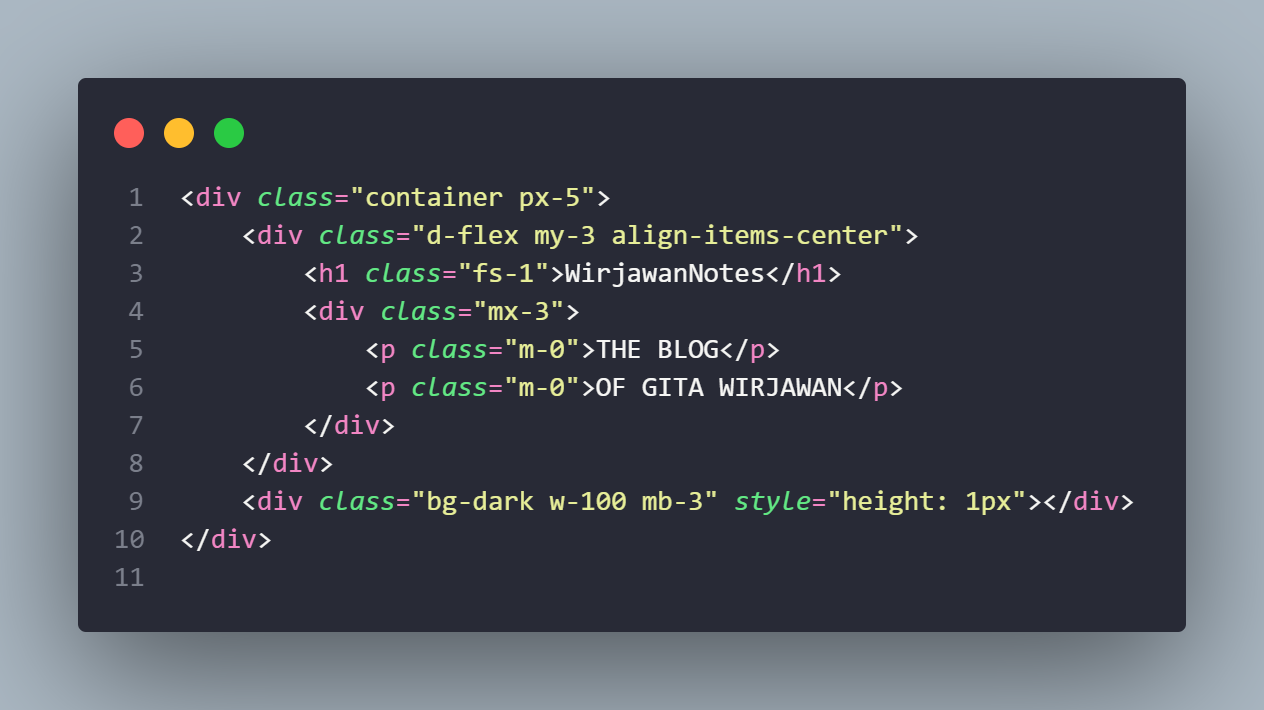 1 <div class="container px-5">
2     <div class="d-flex my-3 align-items-center">
3         <h1 class="fs-1">WirjawanNotes</h1>
4         <div class="mx-3">
5             <p class="m-0">THE BLOG</p>
6             <p class="m-0">OF GITA WIRJAWAN</p>
7         </div>
8     </div>
9     <div class="bg-dark w-100 mb-3" style="height: 1px"></div>
10 </div>
11